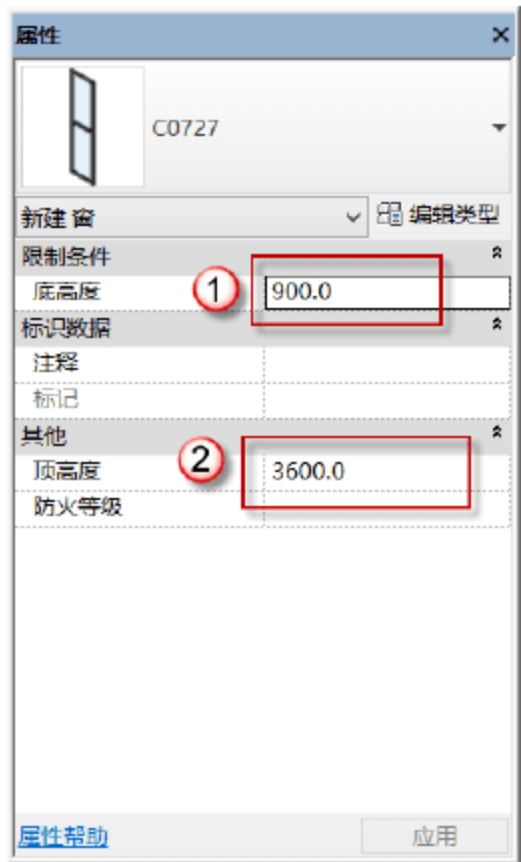 属性
C0727
新建 窗
编辑类型
限制条件
底高度 ① 900.0
标识数据
注释
标记
其他
顶高度 ② 3600.0
防火等级
属性帮助 应用